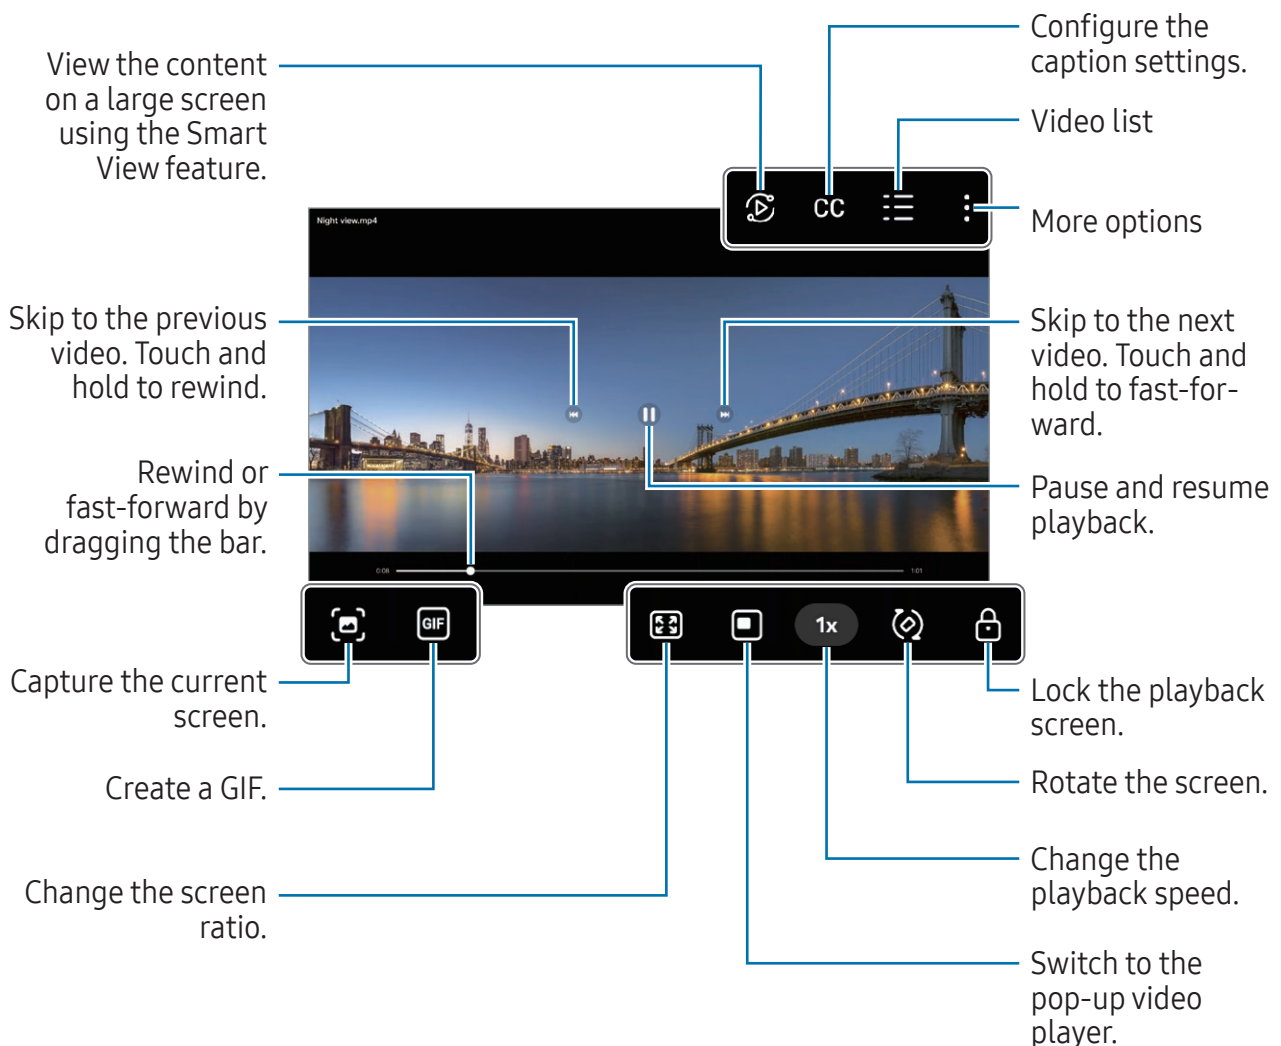 View the content
on a large screen
using the Smart
View feature.
Configure the
caption settings.
Video list
More options
CC
Night view.mp4
Skip to the previous
video. Touch and
hold to rewind.
Skip to the next
video. Touch and
hold to fast-for-
ward.
Rewind or
fast-forward by
dragging the bar.
Pause and resume
playback.
0:08
1:01
GIF
1x
Capture the current
screen.
Create a GIF.
Change the screen
ratio.
Lock the playback
screen.
Rotate the screen.
Change the
playback speed.
Switch to the
pop-up video
player.